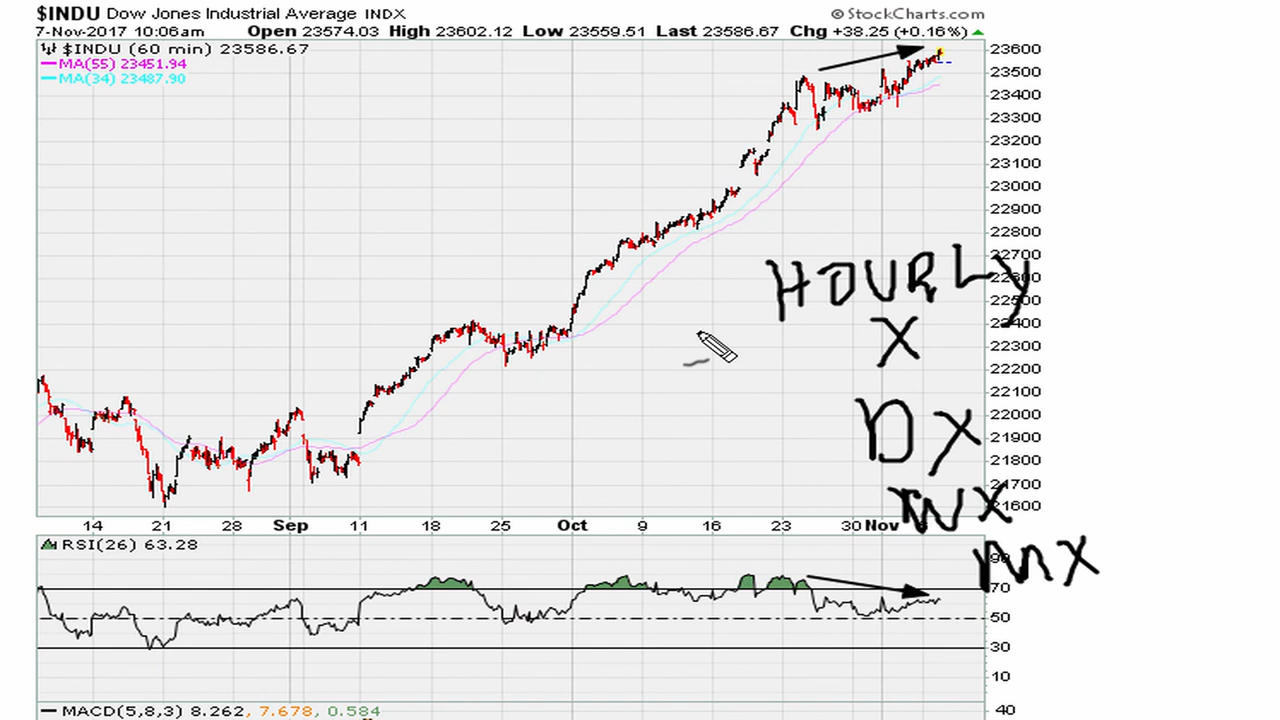 $INDU Dow Jones Industrial Average INDX © StockCharts.com
7-Nov-2017 10:06am Open 23574.03 High 23602.12 Low 23559.51 Last 23586.67 Chg +38.25 (+0.16%)
$INDU (60 min) 23586.67
MA(55) 23451.94
MA(34) 23487.90
23600
23500
23400
23300
23200
23100
23000
22900
22800
22700
22600
22500
22400
22300
22200
22100
22000
21900
21800
21700
21600
HOURLY
X
DX
WX
MX
14 21 28 Sep 11 18 25 Oct 9 16 23 30 Nov
RSI(26) 63.28
90
70
50
30
10
MACD(5,8,3) 8.262, 7.678, 0.584
40